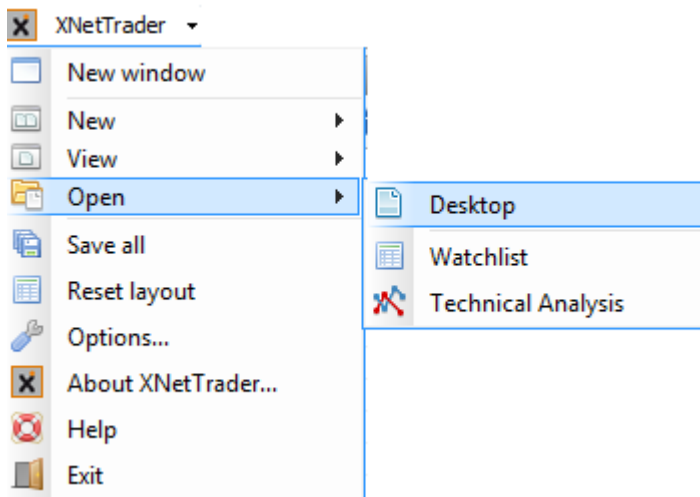 XNetTrader
New window
New
View
Open
Desktop
Save all
Watchlist
Reset layout
Technical Analysis
Options...
About XNetTrader...
Help
Exit